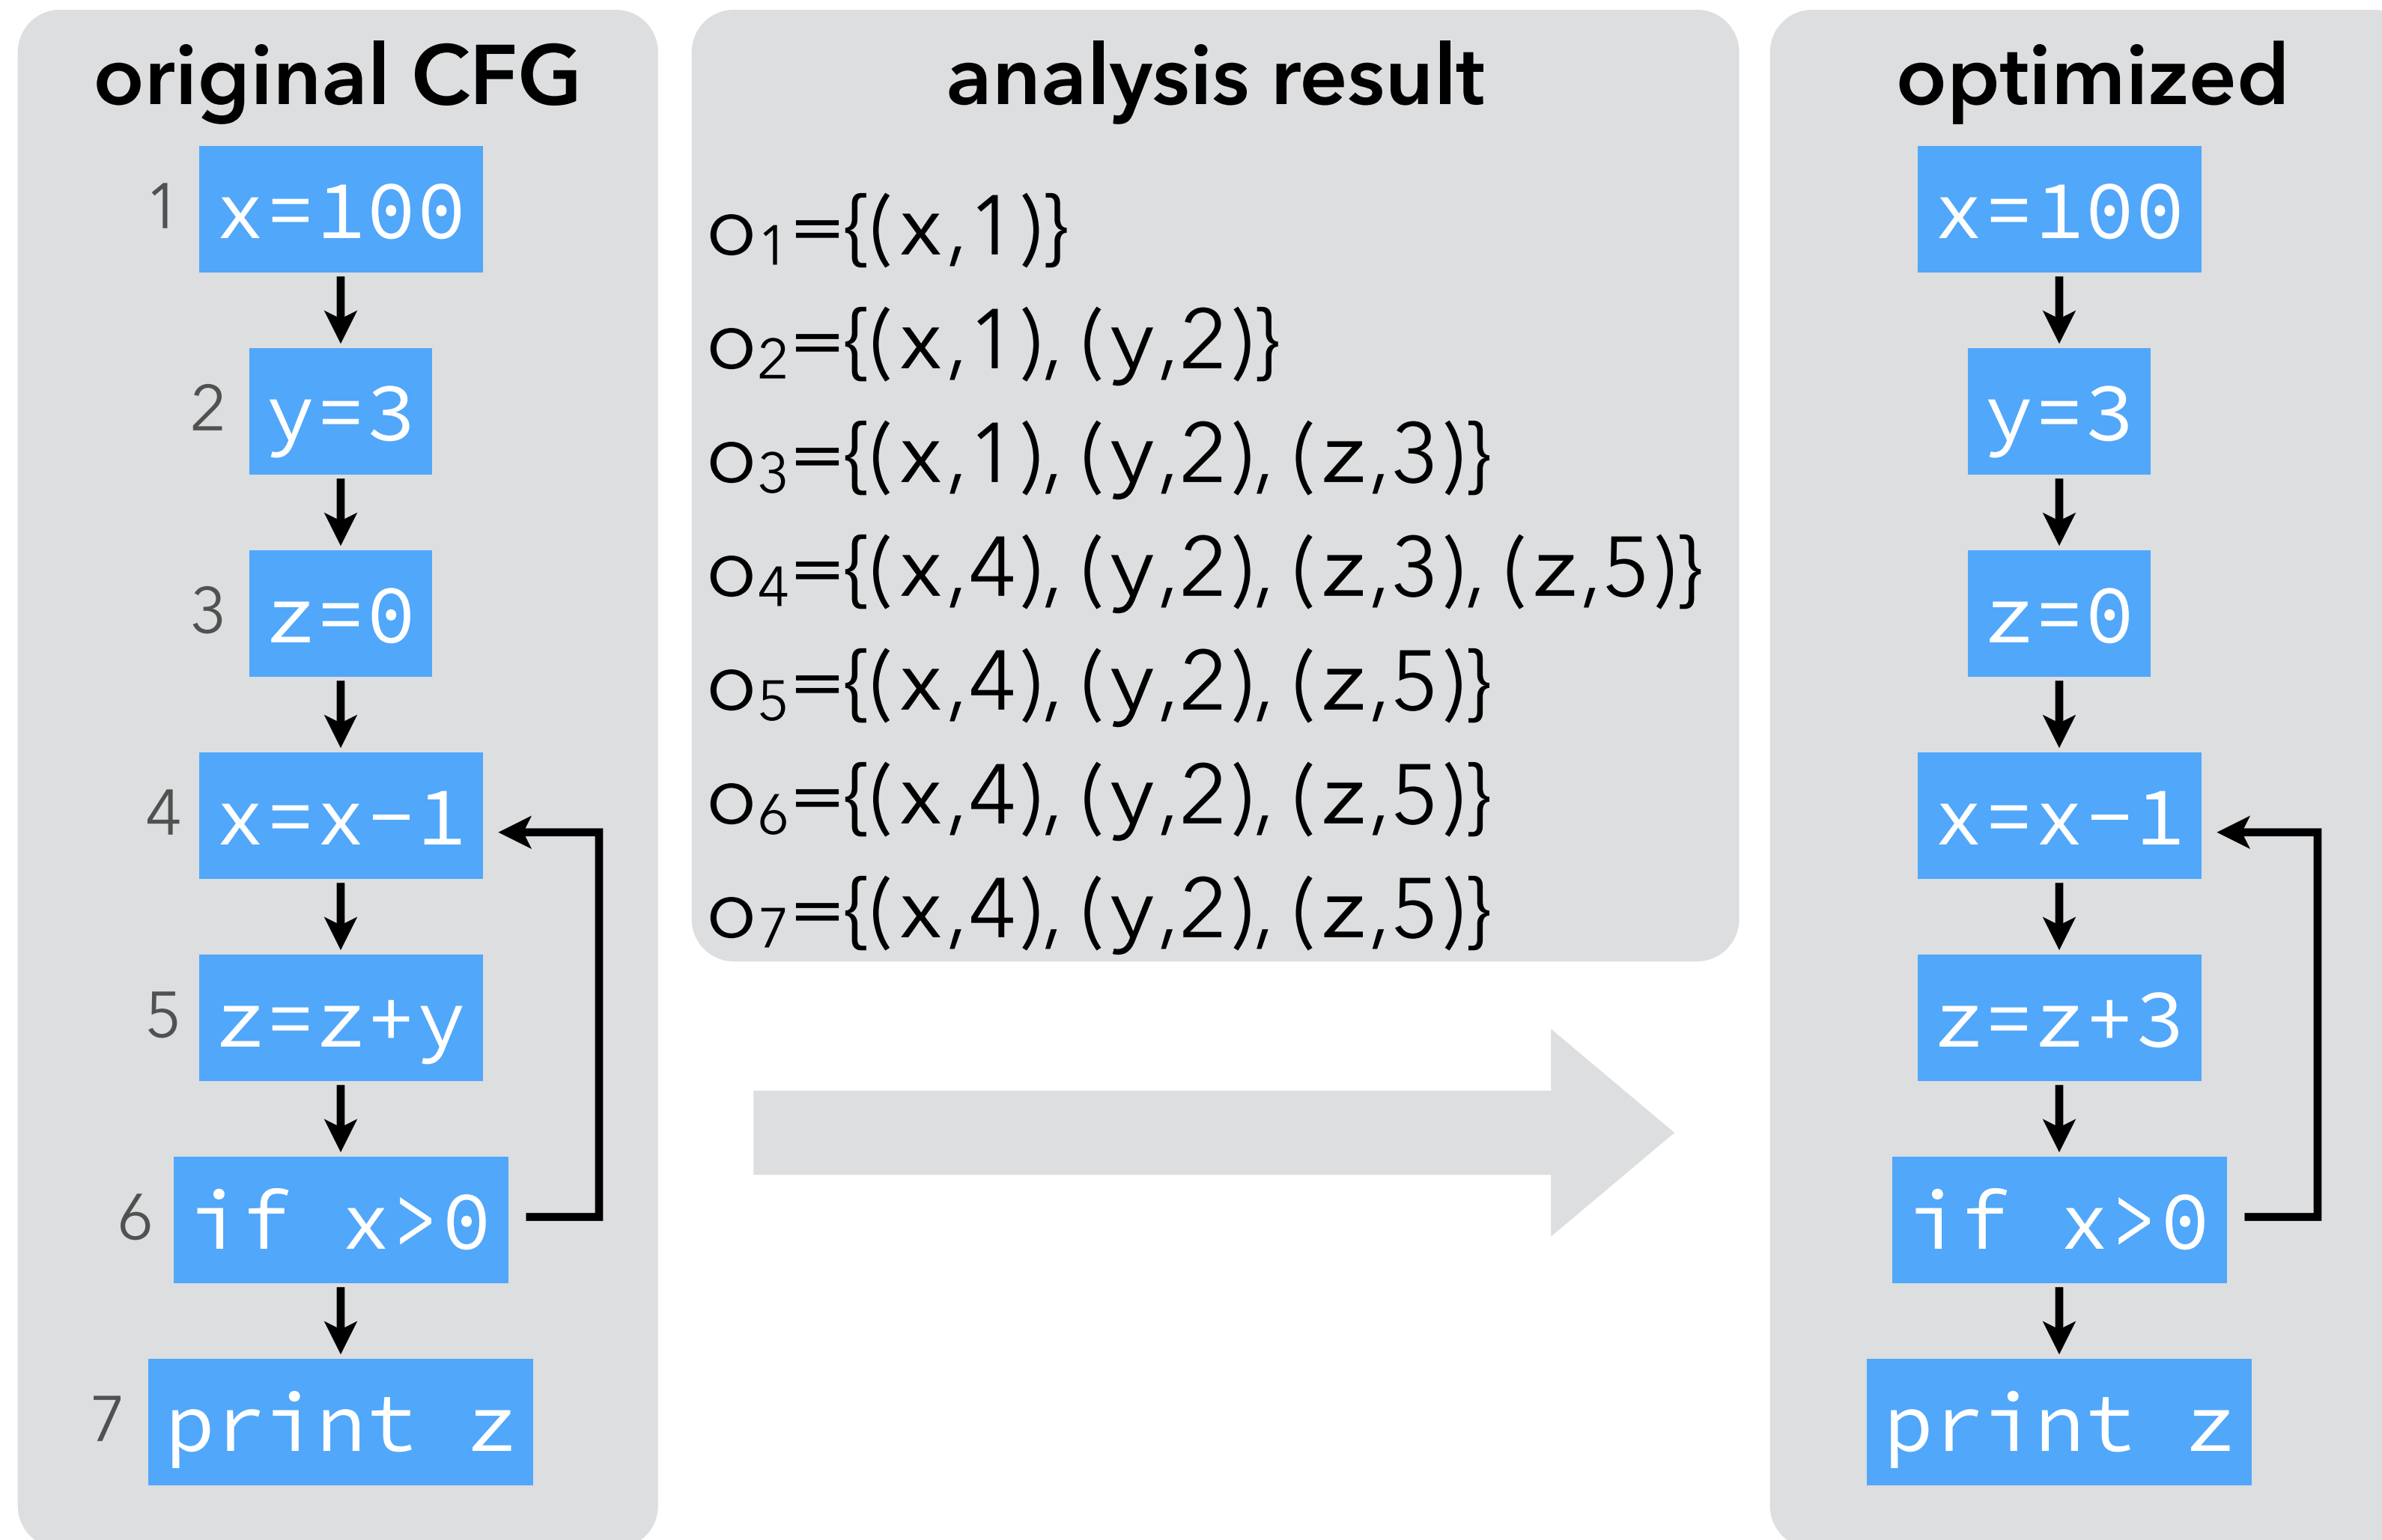 original CFG
1 x=100
2 y=3
3 z=0
4 x=x-1
5 z=z+y
6 if x>0
7 print z
analysis result
o1={(x,1)}
o2={(x,1), (y,2)}
o3={(x,1), (y,2), (z,3)}
o4={(x,4), (y,2), (z,3), (z,5)}
o5={(x,4), (y,2), (z,5)}
o6={(x,4), (y,2), (z,5)}
o7={(x,4), (y,2), (z,5)}
optimized
x=100
y=3
z=0
x=x-1
z=z+3
if x>0
print z